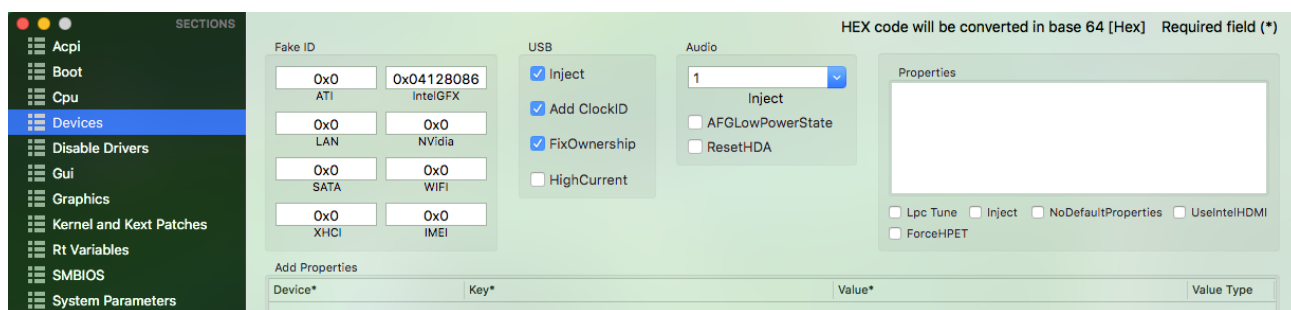 SECTIONS
HEX code will be converted in base 64 [Hex] Required field (*)
Acpi
Boot
Cpu
Devices
Disable Drivers
Gui
Graphics
Kernel and Kext Patches
Rt Variables
SMBIOS
System Parameters
Fake ID
0x0 0x04128086
ATI IntelGFX
0x0 0x0
LAN NVidia
0x0 0x0
SATA WIFI
0x0 0x0
XHCI IMEI
USB
Inject
Add ClockID
FixOwnership
HighCurrent
Audio
1
Inject
AFGLowPowerState
ResetHDA
Properties
Lpc Tune Inject NoDefaultProperties UseIntelHDMI
ForceHPET
Add Properties
Device* Key* Value* Value Type